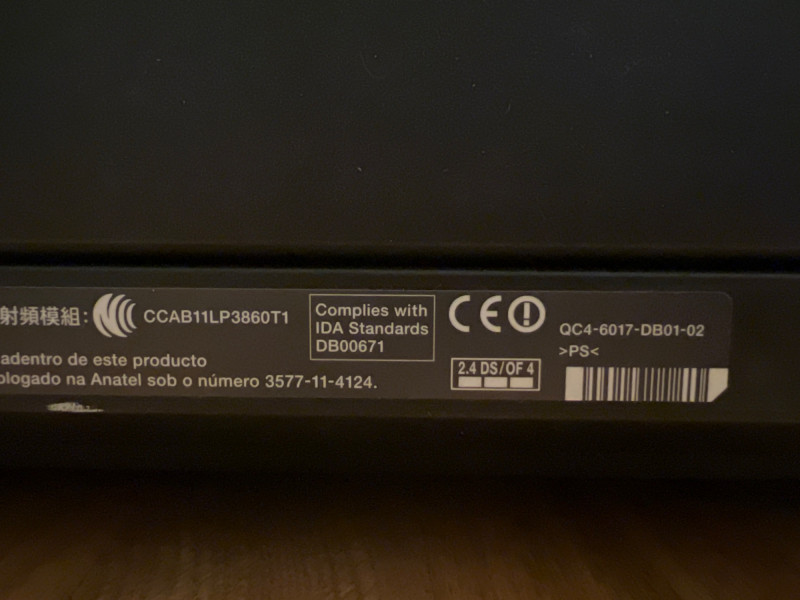 射頻模組: CCAB11LP3860T1
Complies with
IDA Standards
DB00671
adentro de este producto
ologado na Anatel sob o número 3577-11-4124.
CE
2.4 DS/OF 4
QC4-6017-DB01-02
>PS<